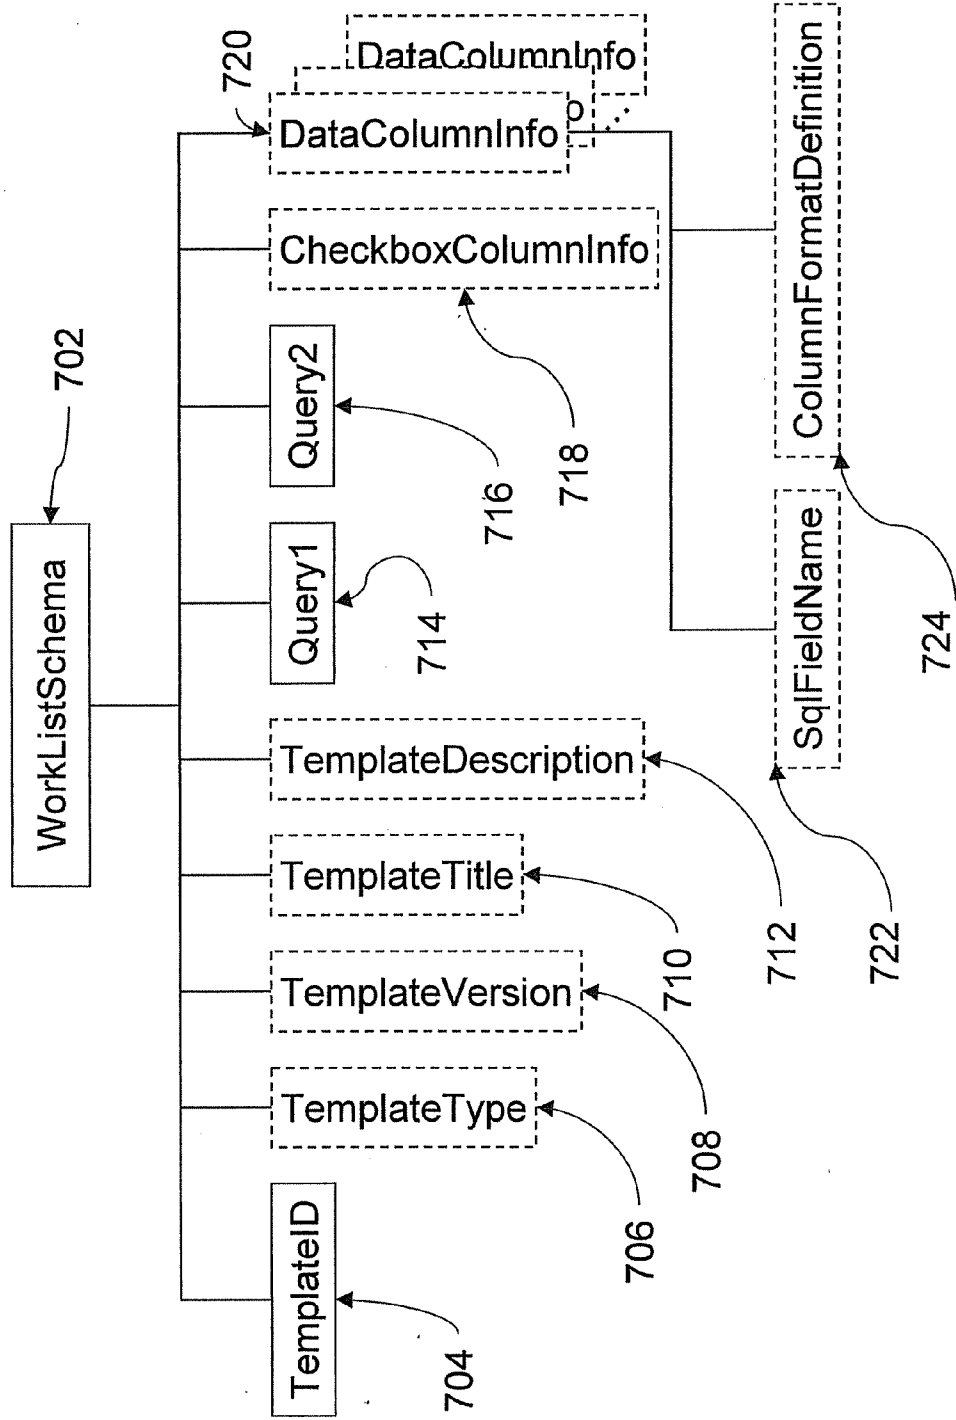 WorkListSchema
702
TemplateID
704
TemplateType
706
TemplateVersion
708
TemplateTitle
710
TemplateDescription
712
Query1
714
Query2
716
CheckboxColumnInfo
718
DataColumnInfo
720
o
DataColumnInfo
SqlFieldName
722
ColumnFormatDefinition
724